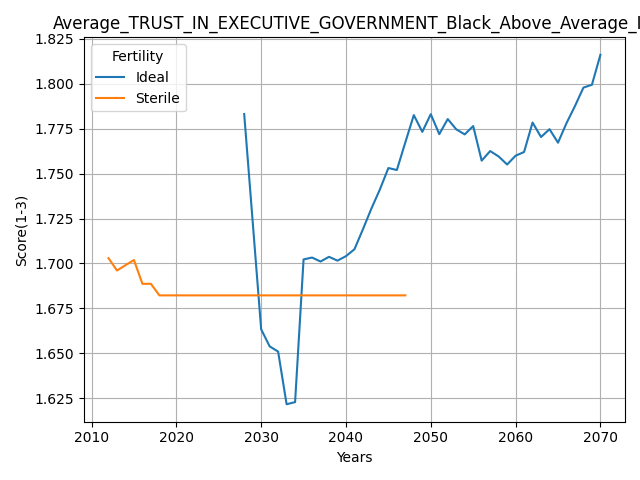 Average_TRUST_IN_EXECUTIVE_GOVERNMENT_Black_Above_Average_I
Fertility
Ideal
Sterile
Score(1-3)
1.825
1.800
1.775
1.750
1.725
1.700
1.675
1.650
1.625
2010 2020 2030 2040 2050 2060 2070
Years